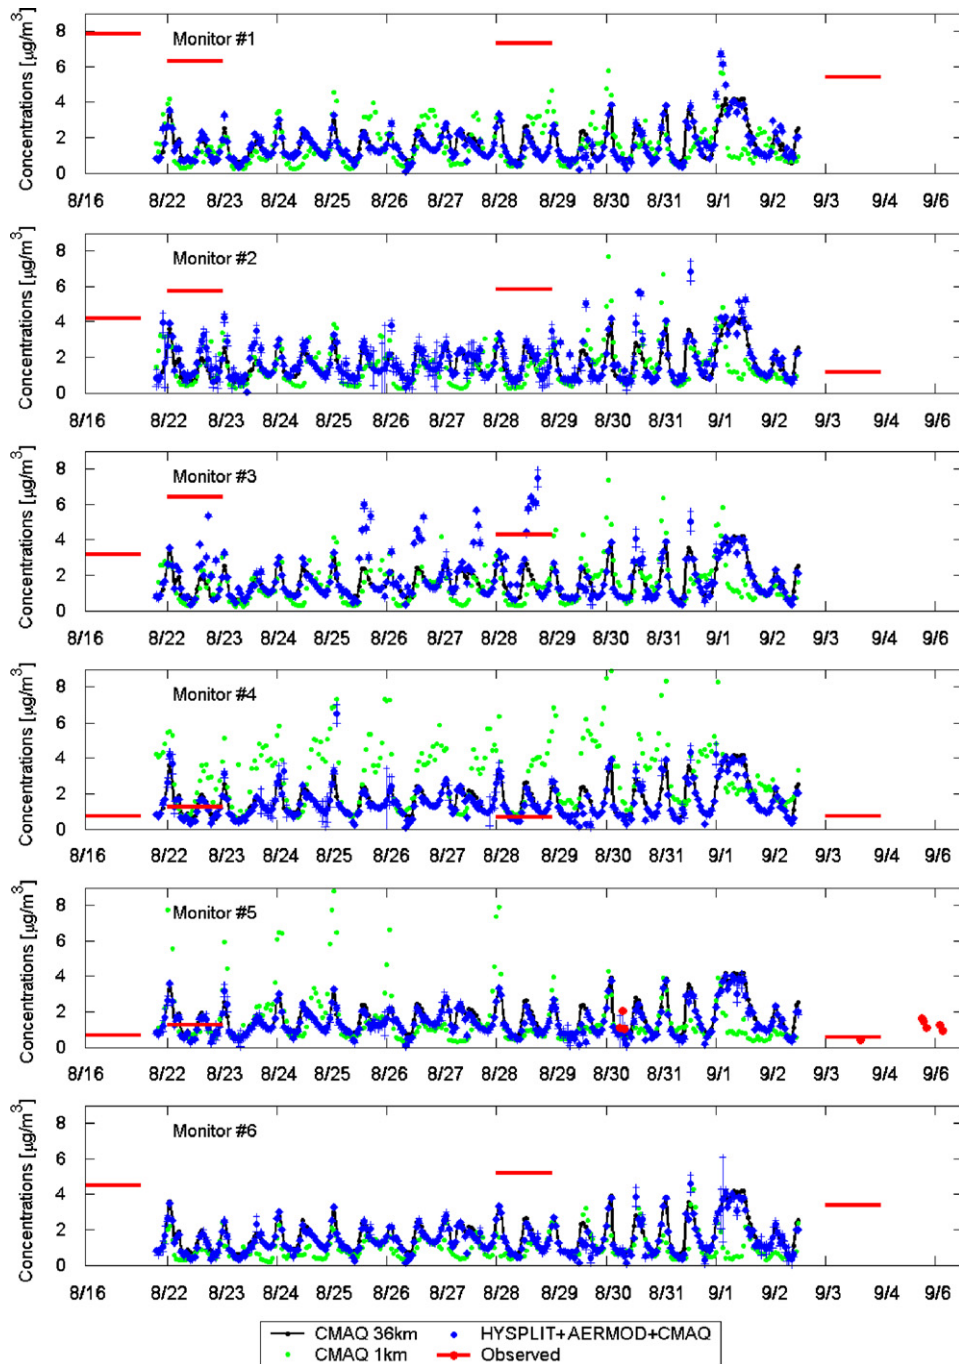 Concentrations [μg/m³]
8
6
4
2
0
Monitor #1
8/16 8/22 8/23 8/24 8/25 8/26 8/27 8/28 8/29 8/30 8/31 9/1 9/2 9/3 9/4 9/6
Concentrations [μg/m³]
8
6
4
2
0
Monitor #2
8/16 8/22 8/23 8/24 8/25 8/26 8/27 8/28 8/29 8/30 8/31 9/1 9/2 9/3 9/4 9/6
Concentrations [μg/m³]
8
6
4
2
0
Monitor #3
8/16 8/22 8/23 8/24 8/25 8/26 8/27 8/28 8/29 8/30 8/31 9/1 9/2 9/3 9/4 9/6
Concentrations [μg/m³]
8
6
4
2
0
Monitor #4
8/16 8/22 8/23 8/24 8/25 8/26 8/27 8/28 8/29 8/30 8/31 9/1 9/2 9/3 9/4 9/6
Concentrations [μg/m³]
8
6
4
2
0
Monitor #5
8/16 8/22 8/23 8/24 8/25 8/26 8/27 8/28 8/29 8/30 8/31 9/1 9/2 9/3 9/4 9/6
Concentrations [μg/m³]
8
6
4
2
0
Monitor #6
8/16 8/22 8/23 8/24 8/25 8/26 8/27 8/28 8/29 8/30 8/31 9/1 9/2 9/3 9/4 9/6
CMAQ 36km HYSPLIT+AERMOD+CMAQ
CMAQ 1km Observed